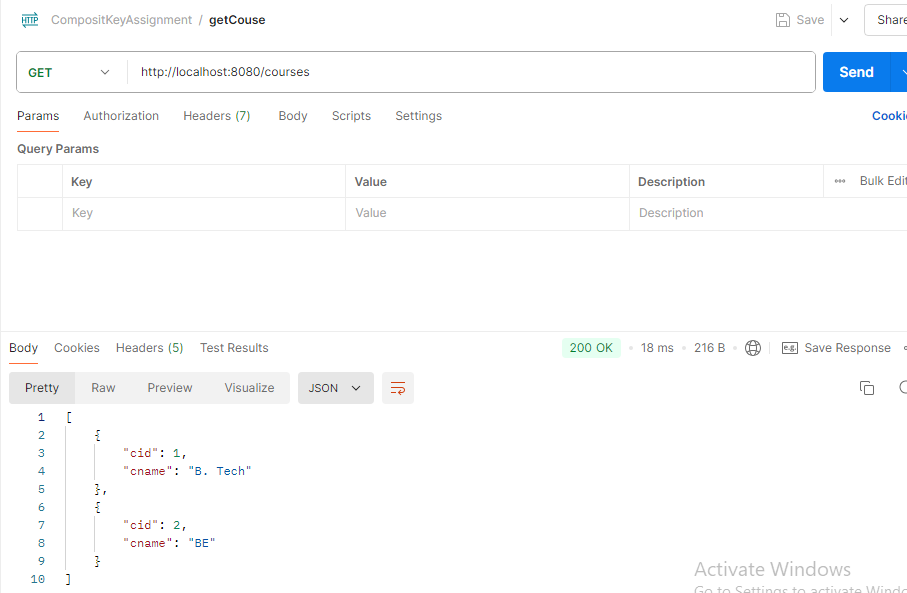 HTTP CompositKeyAssignment / getCouse Save Share
GET http://localhost:8080/courses Send
Params Authorization Headers (7) Body Scripts Settings Cookie
Query Params
Key Value Description Bulk Edit
Key Value Description
Body Cookies Headers (5) Test Results 200 OK 18 ms 216 B e.g. Save Response
Pretty Raw Preview Visualize JSON
1 [
2 {
3 "cid": 1,
4 "cname": "B. Tech"
5 },
6 {
7 "cid": 2,
8 "cname": "BE"
9 }
10 ]
Activate Windows
Go to Settings to activate Windo